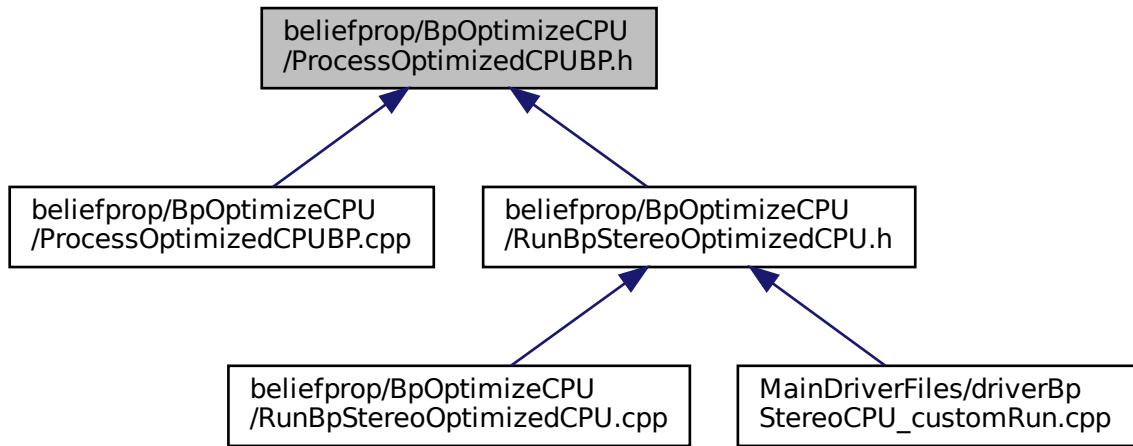 beliefprop/BpOptimizeCPU
/ProcessOptimizedCPUBP.h
beliefprop/BpOptimizeCPU
/ProcessOptimizedCPUBP.cpp
beliefprop/BpOptimizeCPU
/RunBpStereoOptimizedCPU.h
beliefprop/BpOptimizeCPU
/RunBpStereoOptimizedCPU.cpp
MainDriverFiles/driverBp
StereoCPU_customRun.cpp